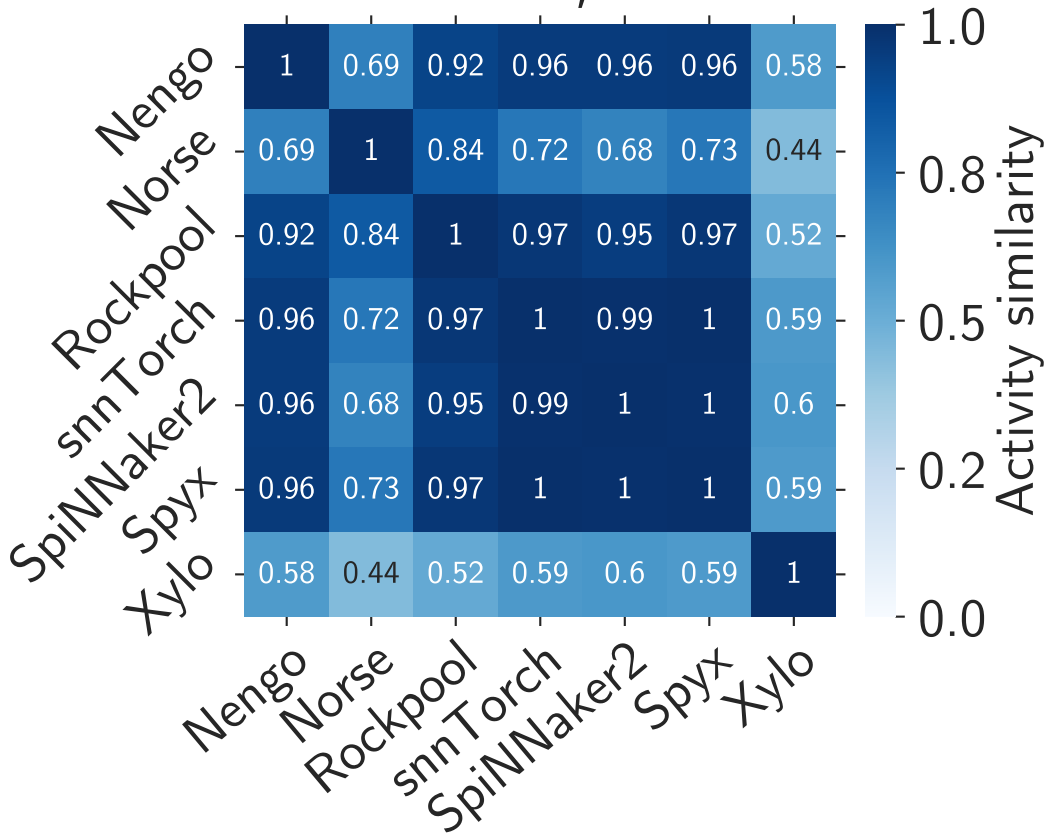 Nengo 1 0.69 0.92 0.96 0.96 0.96 0.58
Norse 0.69 1 0.84 0.72 0.68 0.73 0.44
Rockpool 0.92 0.84 1 0.97 0.95 0.97 0.52
snnTorch 0.96 0.72 0.97 1 0.99 1 0.59
SpiNNaker2 0.96 0.68 0.95 0.99 1 1 0.6
Spyx 0.96 0.73 0.97 1 1 1 0.59
Xylo 0.58 0.44 0.52 0.59 0.6 0.59 1
Nengo Norse Rockpool snnTorch SpiNNaker2 Spyx Xylo
1.0
0.8
0.5
0.2
0.0
Activity similarity